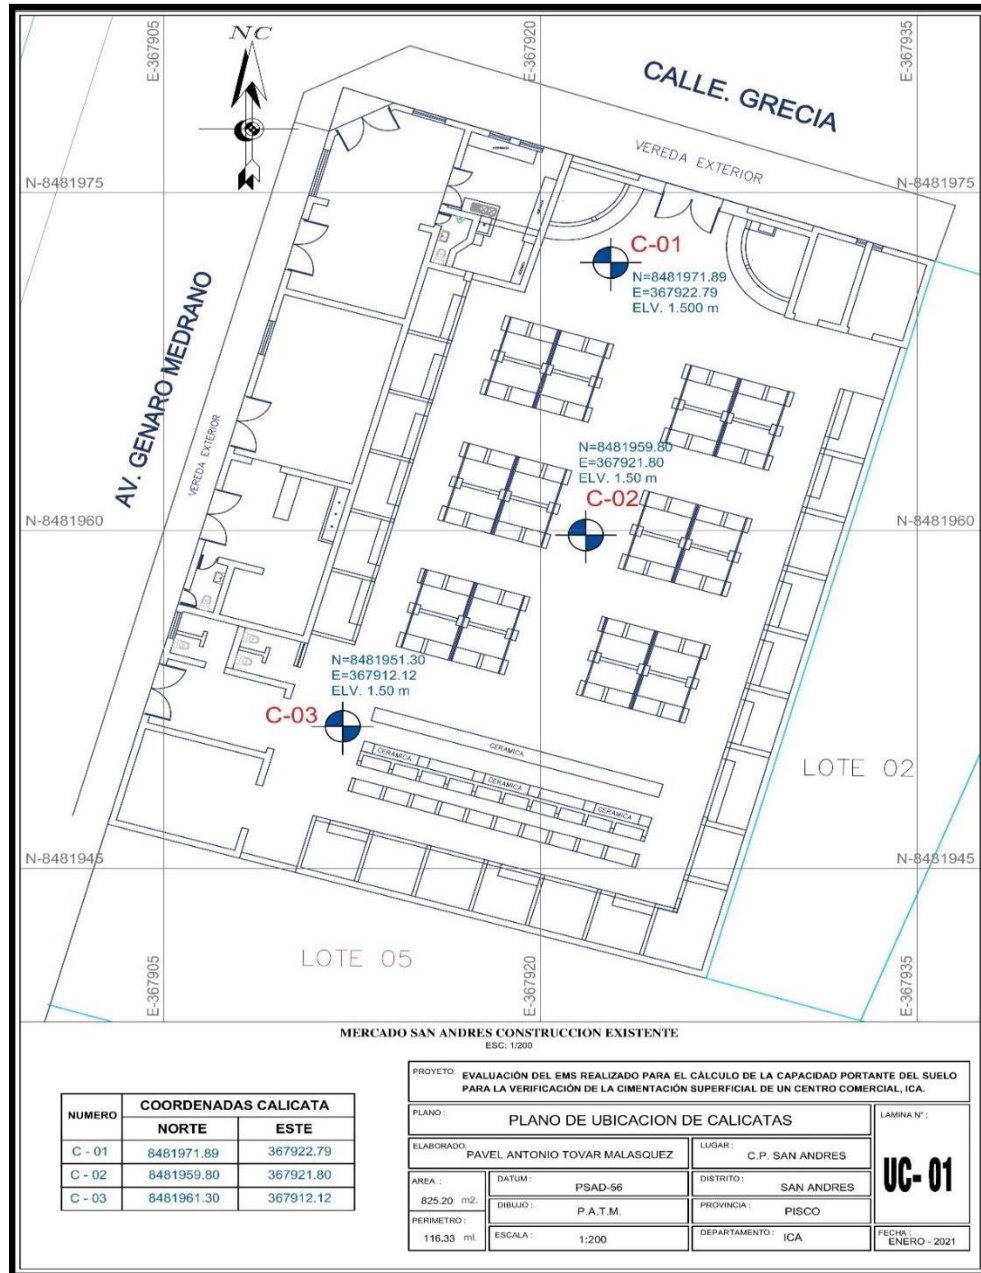 NC
E-367905
E-367920
E-367935
CALLE. GRECIA
VEREDA EXTERIOR
N-8481975
N-8481975
C-01
N=8481971.89
E=367922.79
ELV. 1.500 m
AV. GENARO MEDRANO
VEREDA EXTERIOR
N=8481959.80
E=367921.80
ELV. 1.50 m
C-02
N-8481960
N-8481960
N=8481951.30
E=367912.12
ELV. 1.50 m
C-03
CERAMICA
CERAMICA
CERAMICA
CERAMICA
LOTE 02
N-8481945
N-8481945
LOTE 05
E-367905
E-367920
E-367935
MERCADO SAN ANDRES CONSTRUCCION EXISTENTE
ESC: 1/200
NUMERO
COORDENADAS CALICATA
NORTE ESTE
C - 01 8481971.89 367922.79
C - 02 8481959.80 367921.80
C - 03 8481961.30 367912.12
PROYETO: EVALUACIÓN DEL EMS REALIZADO PARA EL CÁLCULO DE LA CAPACIDAD PORTANTE DEL SUELO
PARA LA VERIFICACIÓN DE LA CIMENTACIÓN SUPERFICIAL DE UN CENTRO COMERCIAL, ICA.
PLANO : PLANO DE UBICACION DE CALICATAS
LAMINA N° :
UC- 01
ELABORADO: PAVEL ANTONIO TOVAR MALASQUEZ
LUGAR : C.P. SAN ANDRES
AREA : 825.20 m2.
DATUM : PSAD-56
DISTRITO : SAN ANDRES
DIBUJO : P.A.T.M.
PROVINCIA : PISCO
PERIMETRO : 116.33 ml.
ESCALA : 1:200
DEPARTAMENTO : ICA
FECHA : ENERO - 2021